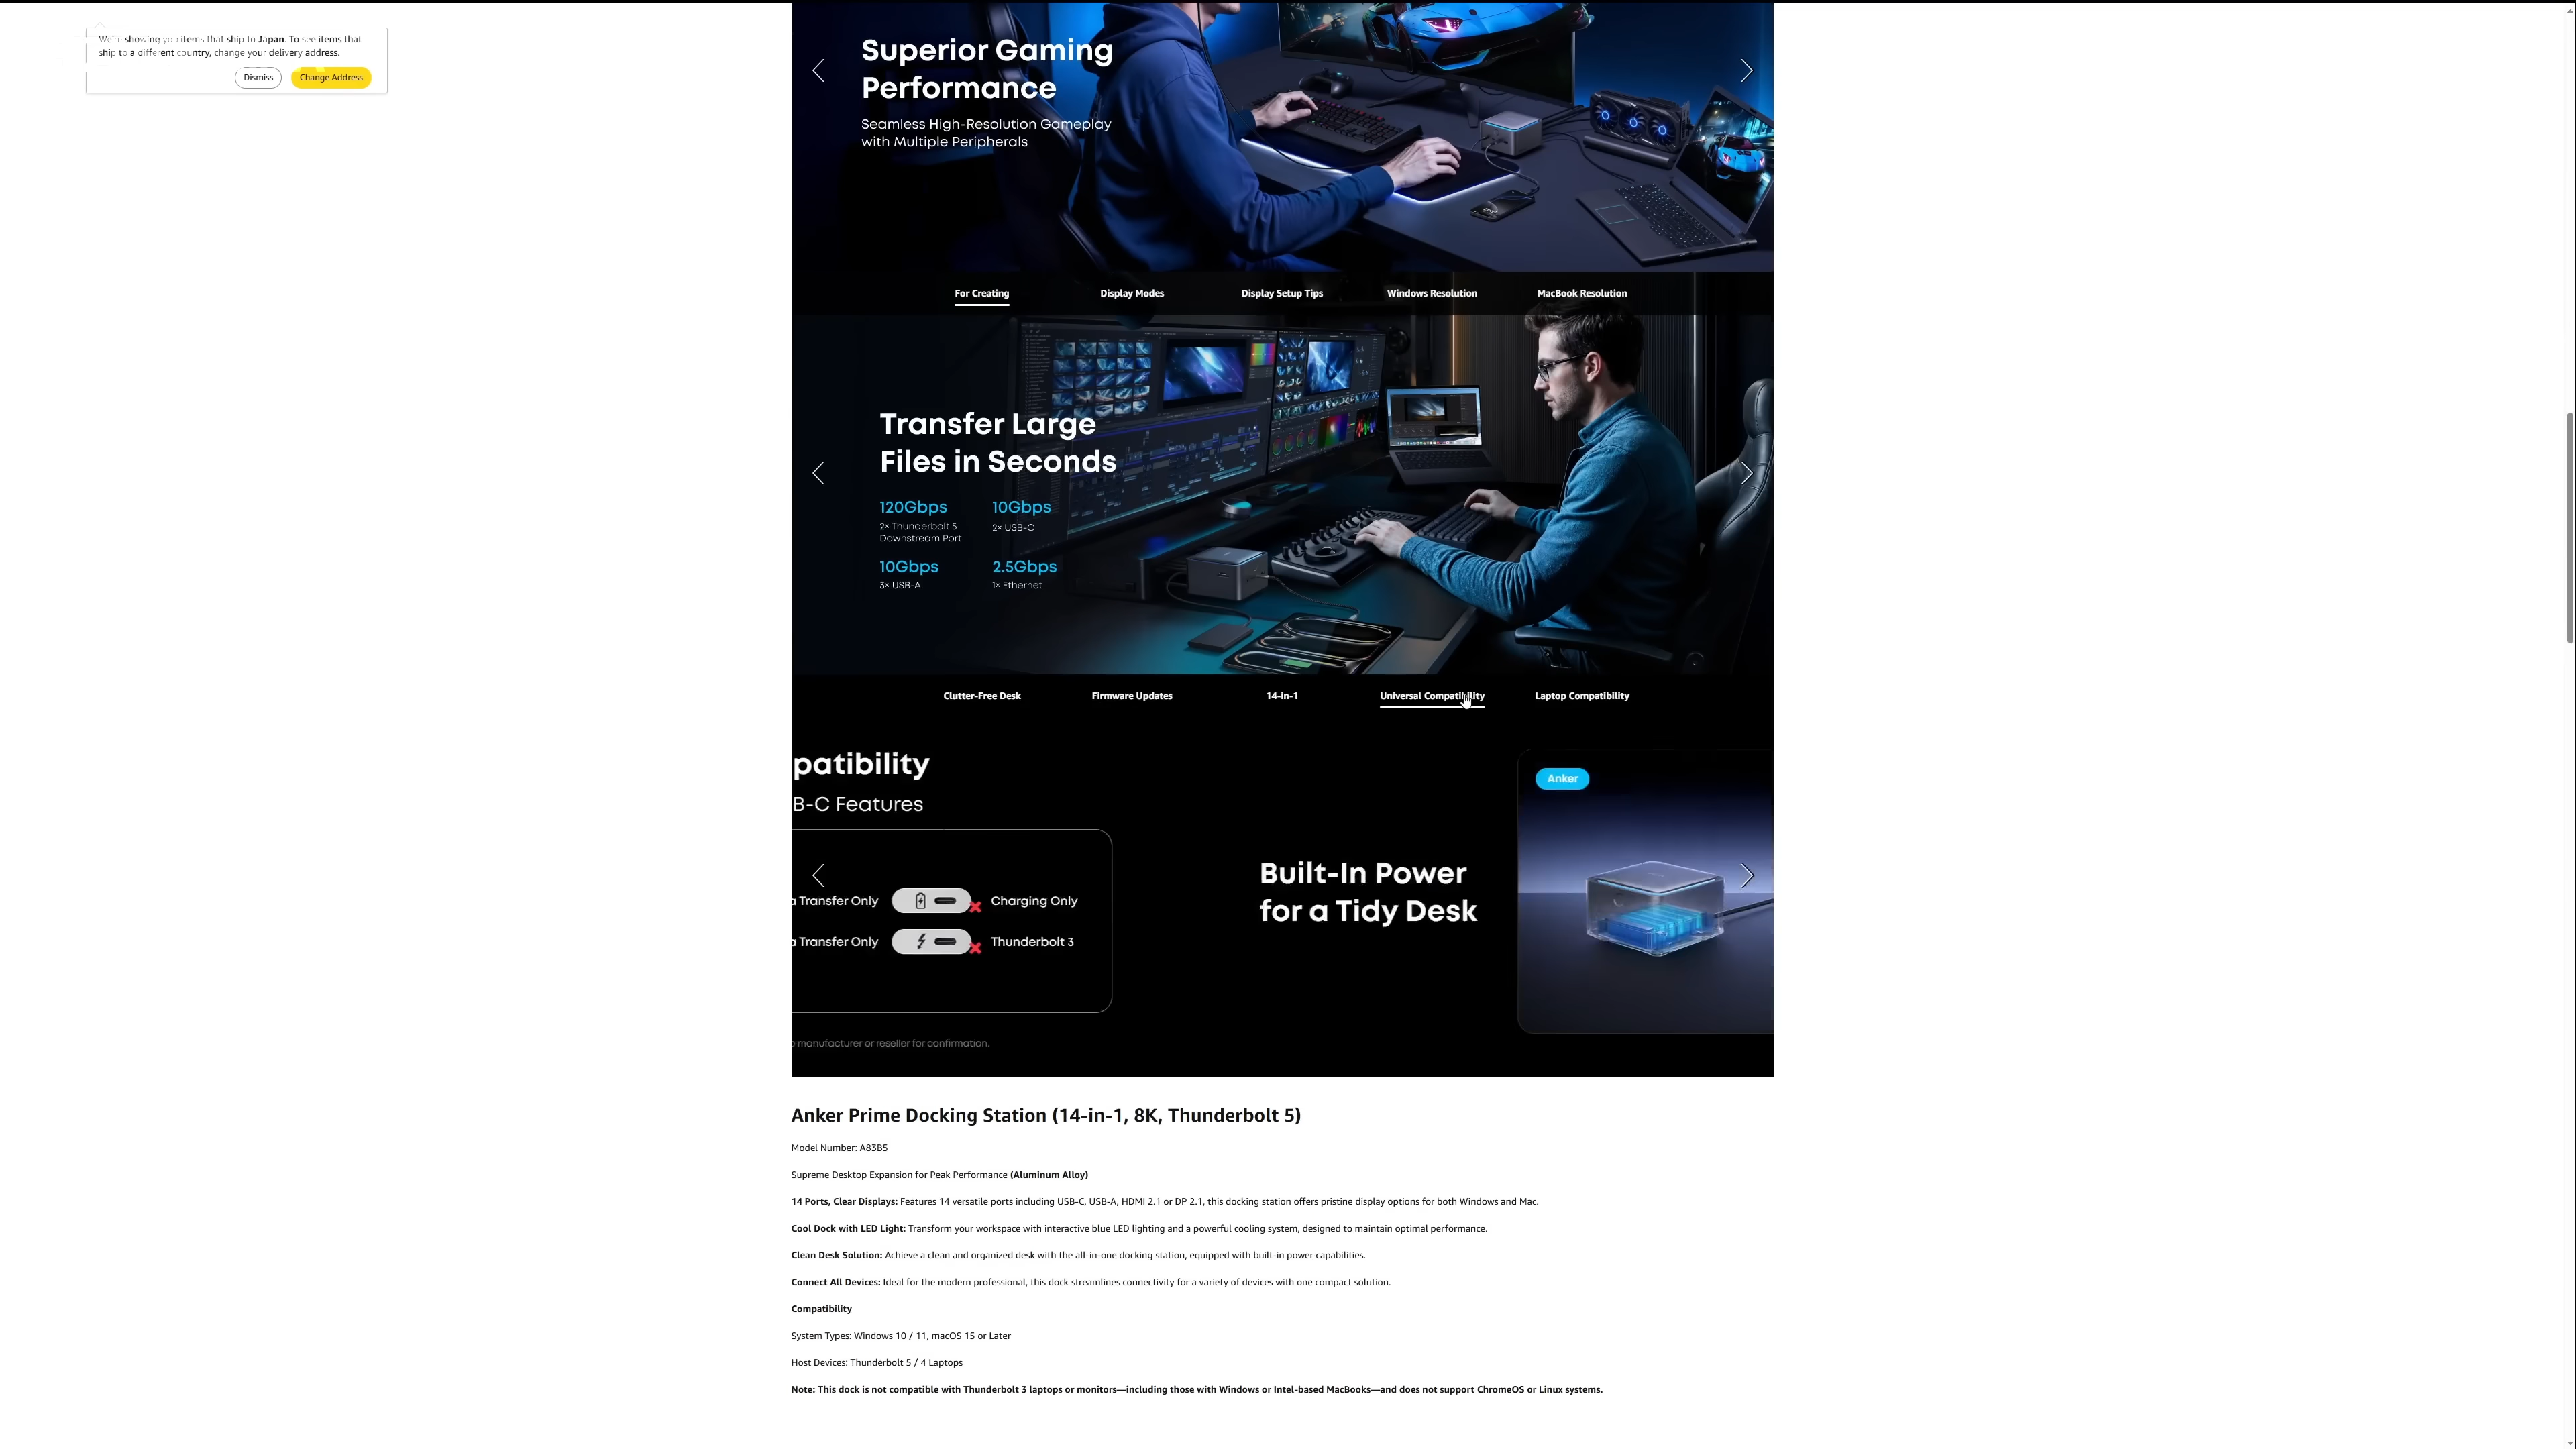 We're showing you items that ship to Japan. To see items that
ship to a different country, change your delivery address.
Dismiss
Change Address
Superior Gaming
Performance
Seamless High-Resolution Gameplay
with Multiple Peripherals
For Creating
Display Modes
Display Setup Tips
Windows Resolution
MacBook Resolution
Transfer Large
Files in Seconds
120Gbps
2× Thunderbolt 5
Downstream Port
10Gbps
2× USB-C
10Gbps
3× USB-A
2.5Gbps
1× Ethernet
Clutter-Free Desk
Firmware Updates
14-in-1
Universal Compatibility
Laptop Compatibility
patibility
B-C Features
a Transfer Only
Charging Only
a Transfer Only
Thunderbolt 3
o manufacturer or reseller for confirmation.
Built-In Power
for a Tidy Desk
Anker
Anker Prime Docking Station (14-in-1, 8K, Thunderbolt 5)
Model Number: A83B5
Supreme Desktop Expansion for Peak Performance (Aluminum Alloy)
14 Ports, Clear Displays: Features 14 versatile ports including USB-C, USB-A, HDMI 2.1 or DP 2.1, this docking station offers pristine display options for both Windows and Mac.
Cool Dock with LED Light: Transform your workspace with interactive blue LED lighting and a powerful cooling system, designed to maintain optimal performance.
Clean Desk Solution: Achieve a clean and organized desk with the all-in-one docking station, equipped with built-in power capabilities.
Connect All Devices: Ideal for the modern professional, this dock streamlines connectivity for a variety of devices with one compact solution.
Compatibility
System Types: Windows 10 / 11, macOS 15 or Later
Host Devices: Thunderbolt 5 / 4 Laptops
Note: This dock is not compatible with Thunderbolt 3 laptops or monitors—including those with Windows or Intel-based MacBooks—and does not support ChromeOS or Linux systems.